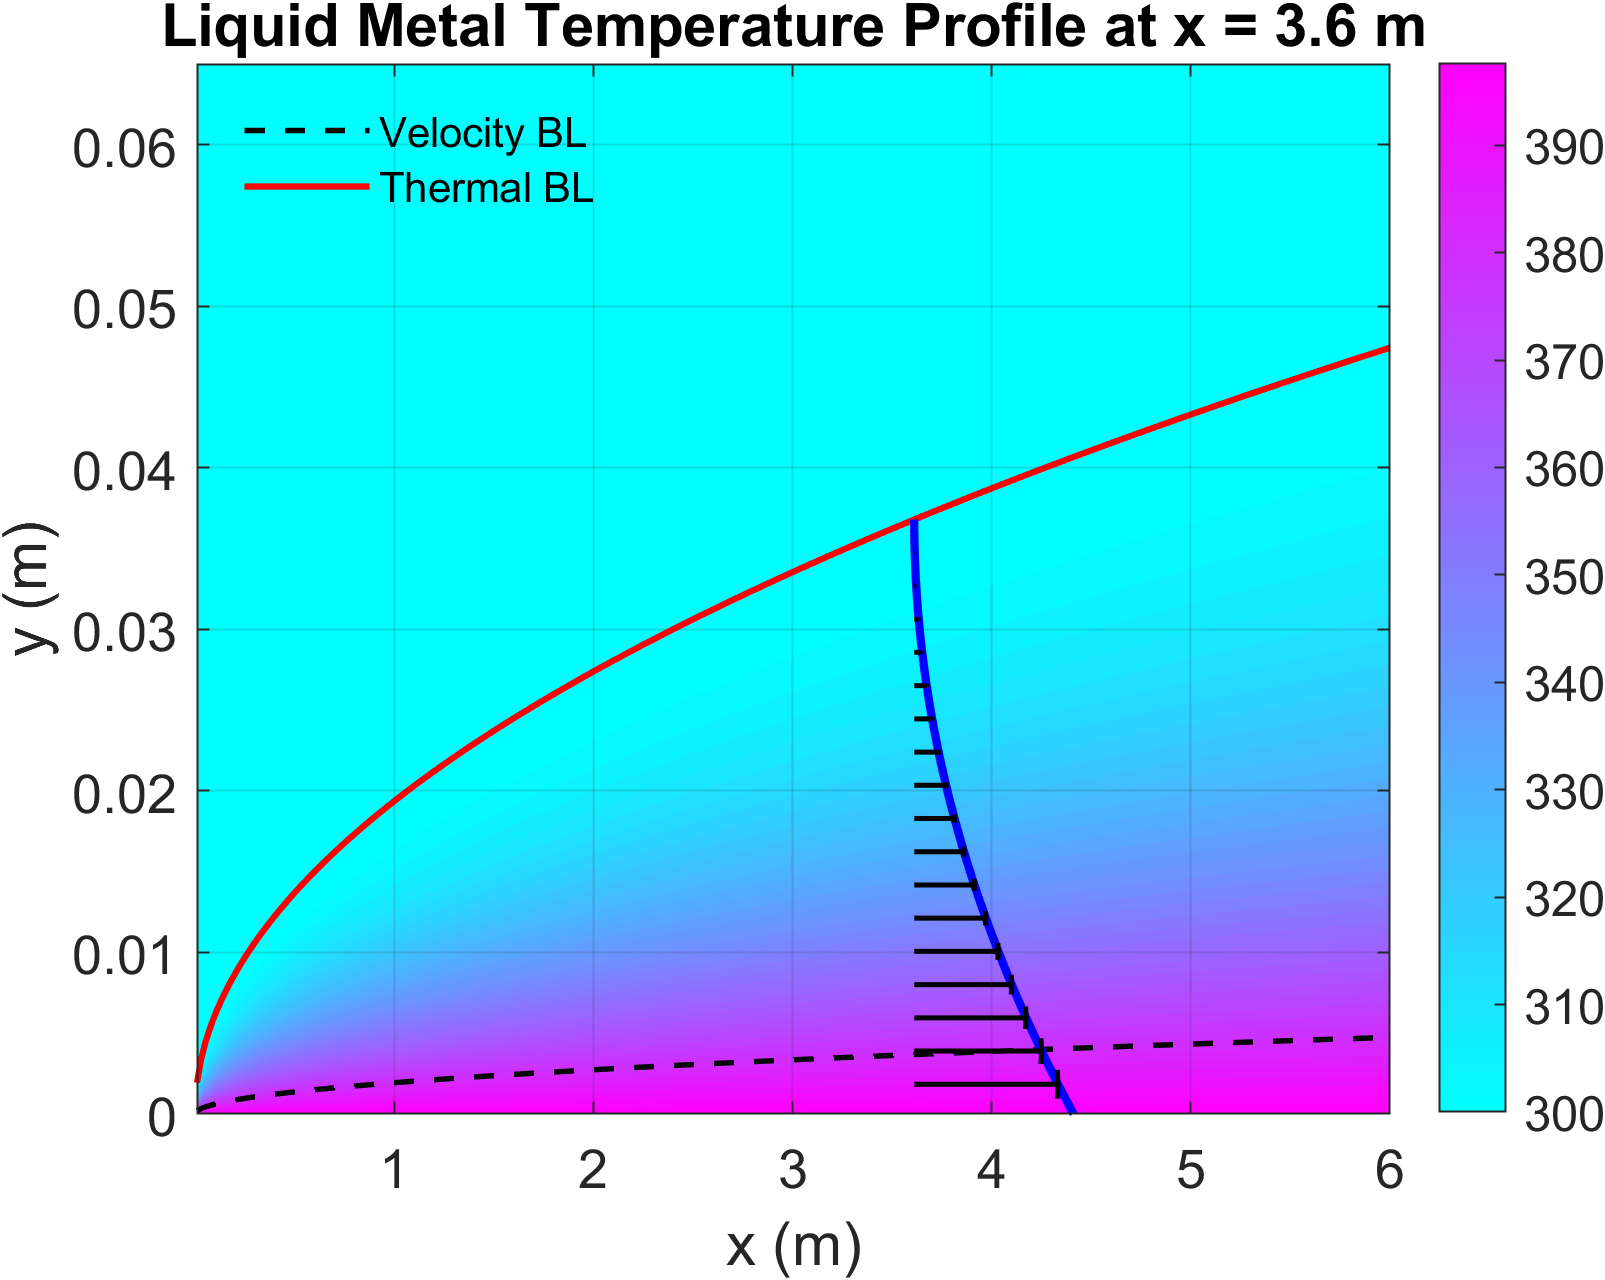 Liquid Metal Temperature Profile at x = 3.6 m
Velocity BL
Thermal BL
0.06
0.05
0.04
0.03
0.02
0.01
0
y (m)
1 2 3 4 5 6
x (m)
390
380
370
360
350
340
330
320
310
300